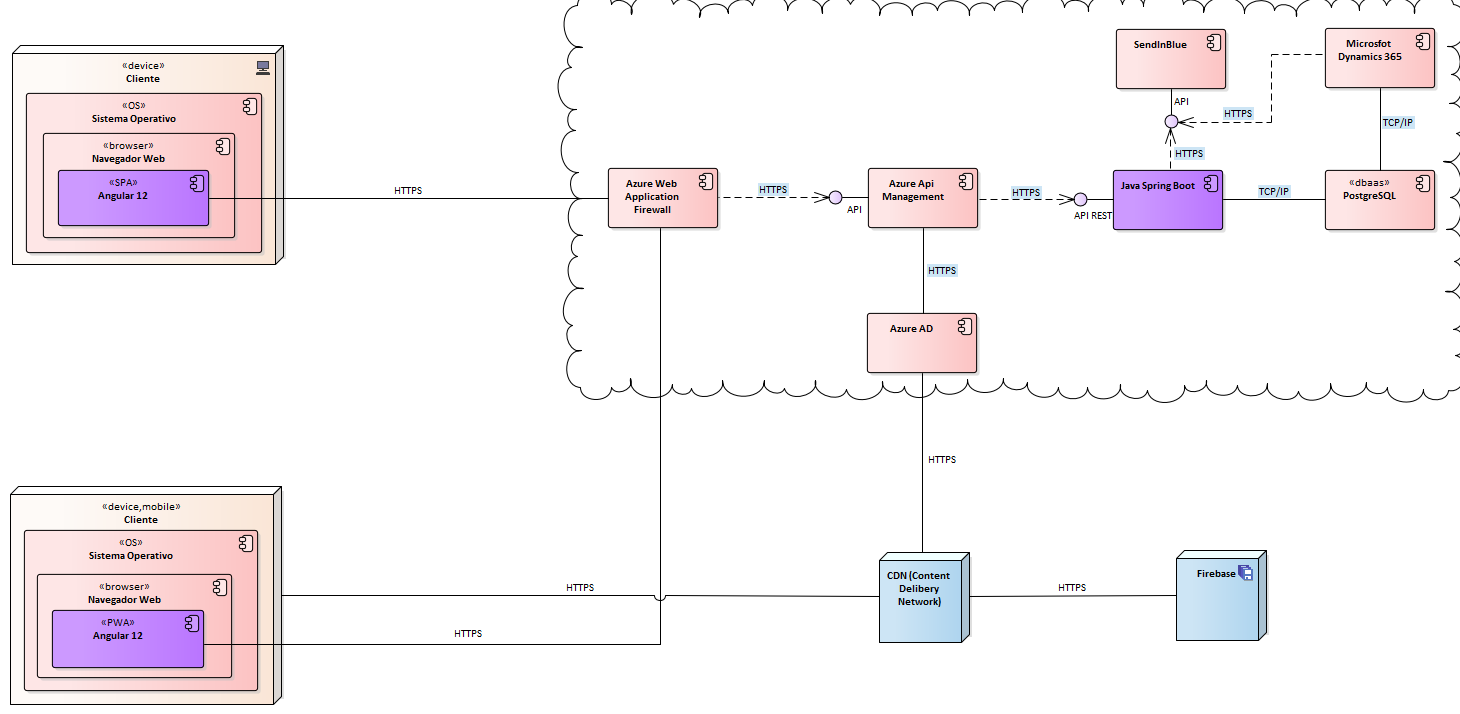 «device»
Cliente
«OS»
Sistema Operativo
«browser»
Navegador Web
«SPA»
Angular 12
HTTPS
Azure Web
Application
Firewall
HTTPS
API
Azure Api
Management
HTTPS
API REST
Java Spring Boot
TCP/IP
«dbaas»
PostgreSQL
SendInBlue
API
HTTPS
HTTPS
Microsfot
Dynamics 365
TCP/IP
HTTPS
Azure AD
HTTPS
«device,mobile»
Cliente
«OS»
Sistema Operativo
«browser»
Navegador Web
«PWA»
Angular 12
HTTPS
HTTPS
CDN (Content
Delibery
Network)
HTTPS
Firebase